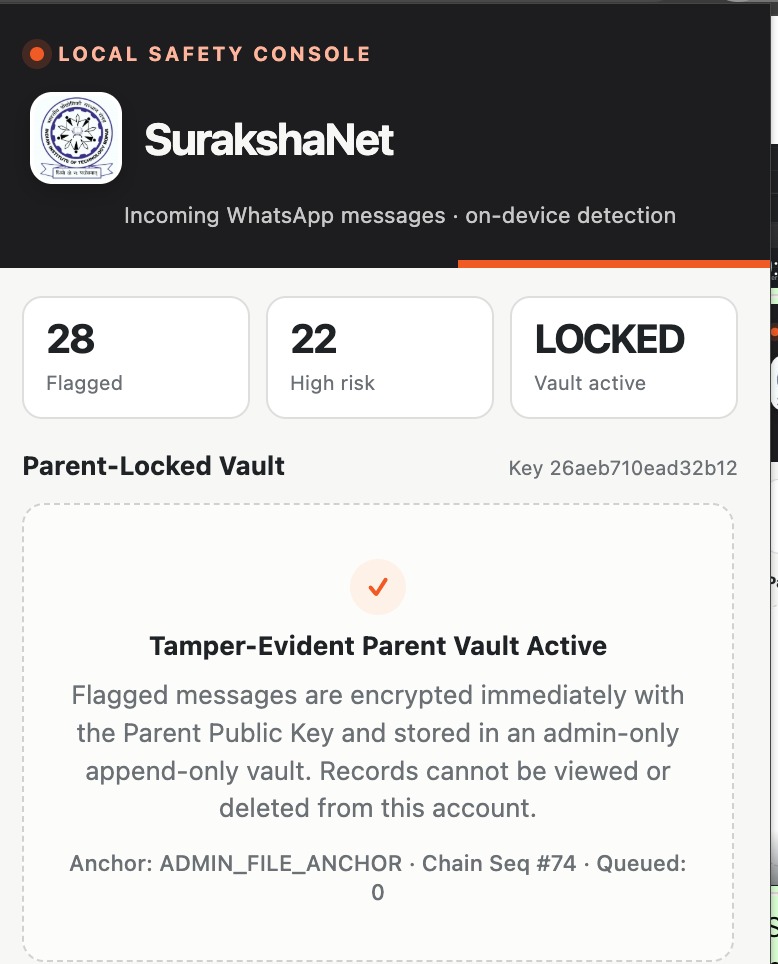 LOCAL SAFETY CONSOLE
SurakshaNet
Incoming WhatsApp messages · on-device detection
28
Flagged
22
High risk
LOCKED
Vault active
Parent-Locked Vault
Key 26aeb710ead32b12
Tamper-Evident Parent Vault Active
Flagged messages are encrypted immediately with
the Parent Public Key and stored in an admin-only
append-only vault. Records cannot be viewed or
deleted from this account.
Anchor: ADMIN_FILE_ANCHOR · Chain Seq #74 · Queued:
0